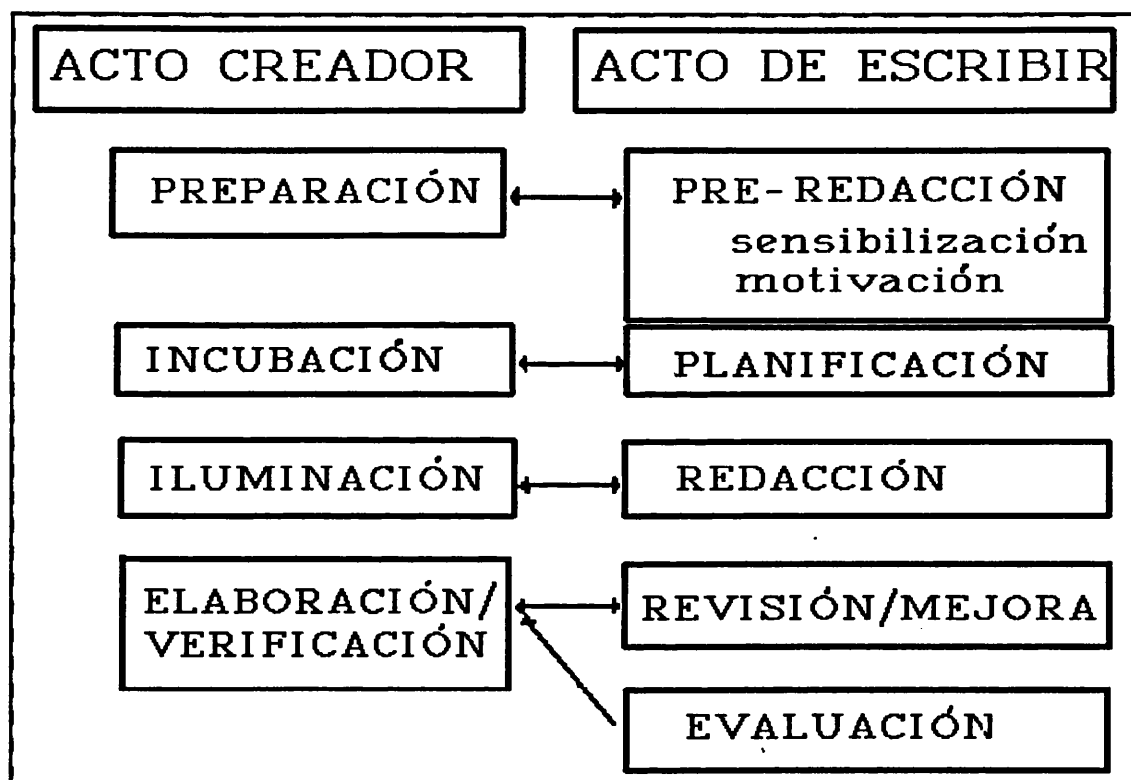 ACTO CREADOR
ACTO DE ESCRIBIR
PREPARACIÓN
PRE-REDACCIÓN
sensibilización
motivación
INCUBACIÓN
PLANIFICACIÓN
ILUMINACIÓN
REDACCIÓN
ELABORACIÓN/
VERIFICACIÓN
REVISIÓN/MEJORA
EVALUACIÓN